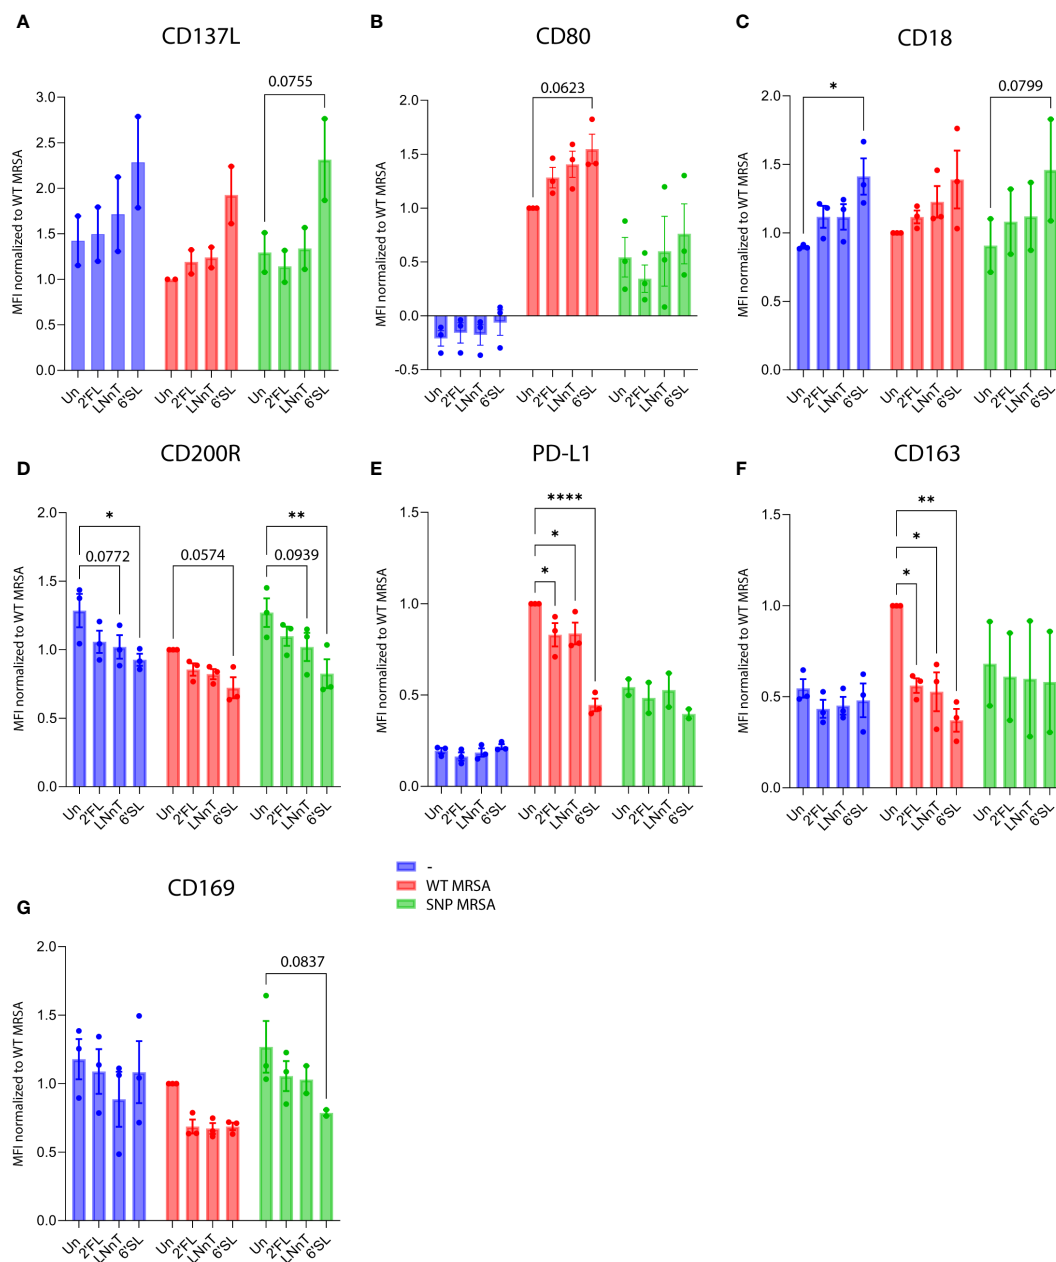 A
CD137L
MFI normalized to WT MRSA
3.0
2.5
2.0
1.5
1.0
0.5
0.0
0.0755
Un 2'FL LNnT 6'SL Un 2'FL LNnT 6'SL Un 2'FL LNnT 6'SL
B
CD80
MFI normalized to WT MRSA
2.0
1.5
1.0
0.5
0.0
-0.5
0.0623
Un 2'FL LNnT 6'SL Un 2'FL LNnT 6'SL Un 2'FL LNnT 6'SL
C
CD18
MFI normalized to WT MRSA
2.0
1.5
1.0
0.5
0.0
*
0.0799
Un 2'FL LNnT 6'SL Un 2'FL LNnT 6'SL Un 2'FL LNnT 6'SL
D
CD200R
MFI normalized to WT MRSA
2.0
1.5
1.0
0.5
0.0
*
0.0772
0.0574
**
0.0939
Un 2'FL LNnT 6'SL Un 2'FL LNnT 6'SL Un 2'FL LNnT 6'SL
E
PD-L1
MFI normalized to WT MRSA
1.5
1.0
0.5
0.0
****
*
*
Un 2'FL LNnT 6'SL Un 2'FL LNnT 6'SL Un 2'FL LNnT 6'SL
F
CD163
MFI normalized to WT MRSA
1.5
1.0
0.5
0.0
**
*
*
Un 2'FL LNnT 6'SL Un 2'FL LNnT 6'SL Un 2'FL LNnT 6'SL
G
CD169
MFI normalized to WT MRSA
2.0
1.5
1.0
0.5
0.0
0.0837
Un 2'FL LNnT 6'SL Un 2'FL LNnT 6'SL Un 2'FL LNnT 6'SL
-
WT MRSA
SNP MRSA